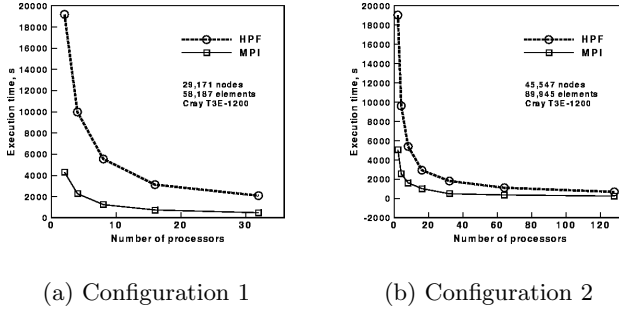 20000
18000
16000
14000
12000
10000
8000
6000
4000
2000
0
Execution time, s
HPF
MPI
29,171 nodes
58,187 elements
Cray T3E-1200
0 10 20 30
Number of processors
(a) Configuration 1
20000
18000
16000
14000
12000
10000
8000
6000
4000
2000
0
-2000
Execution time, s
HPF
MPI
45,547 nodes
89,945 elements
Cray T3E-1200
0 20 40 60 80 100 120
Number of processors
(b) Configuration 2